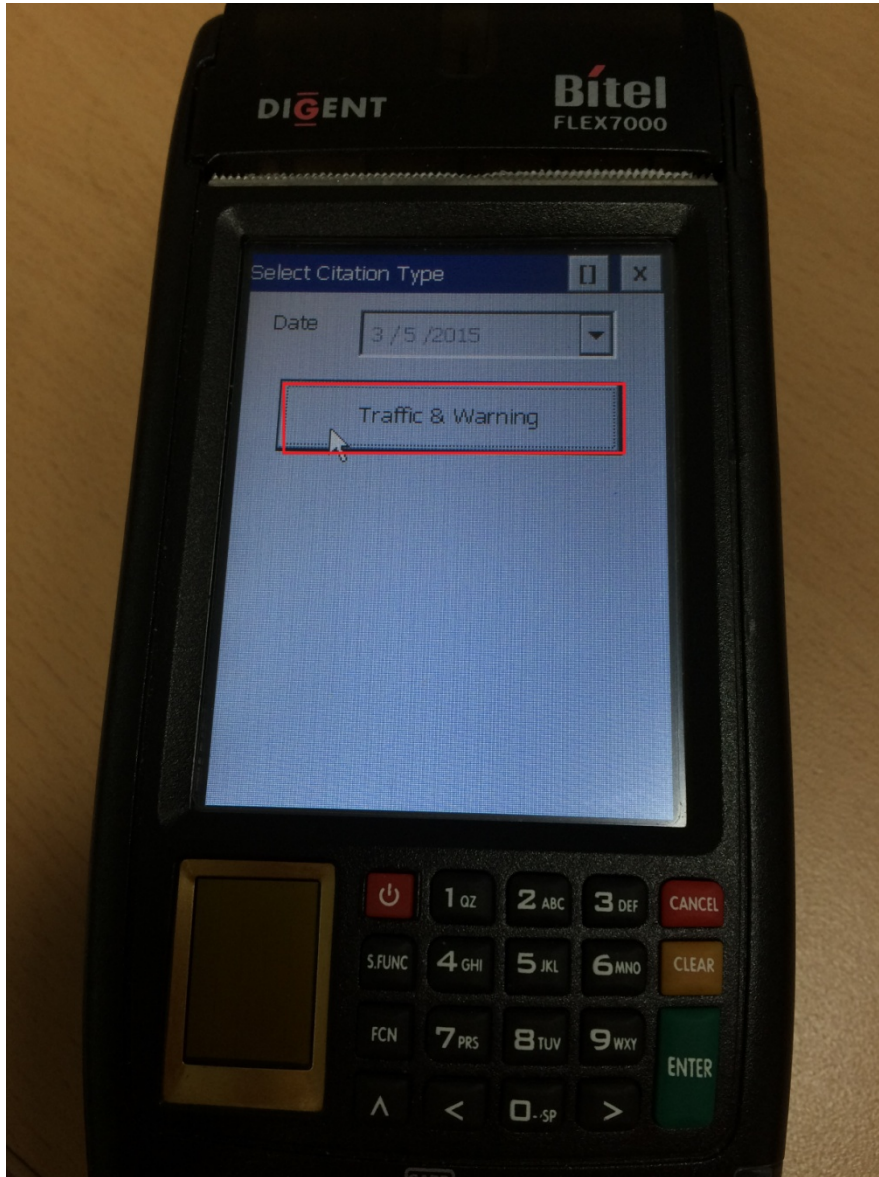 DIGENT
Bitel
FLEX7000
Select Citation Type [] X
Date 3 / 5 /2015
Traffic & Warning
1 QZ 2 ABC 3 DEF CANCEL
S.FUNC 4 GHI 5 JKL 6 MNO CLEAR
FCN 7 PRS 8 TUV 9 WXY
ENTER
0-.SP